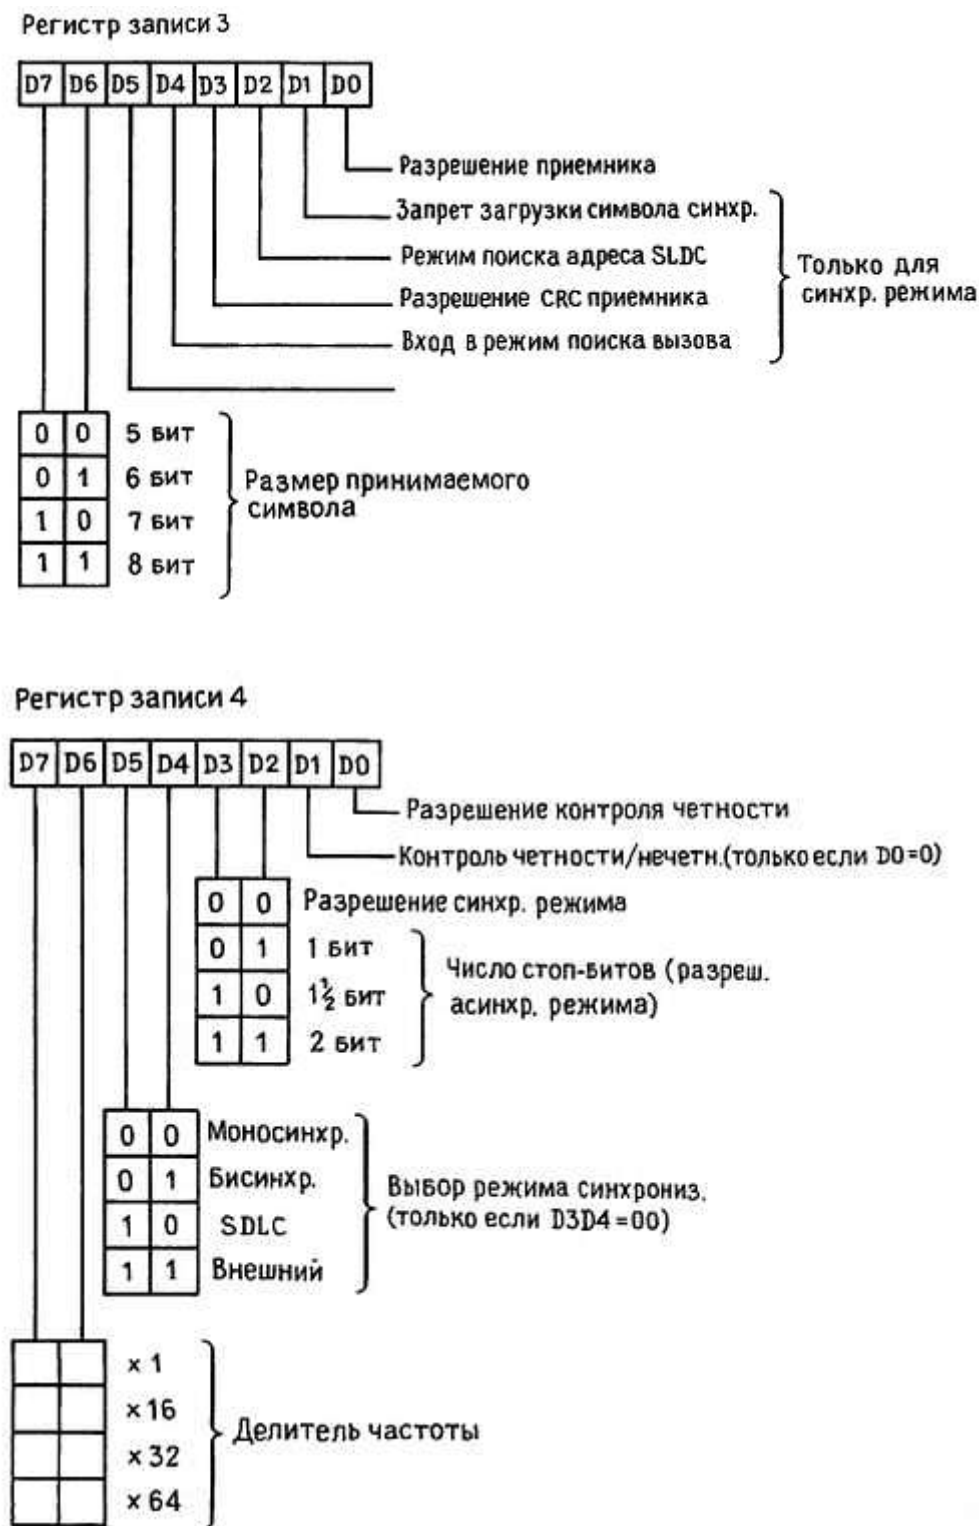 Регистр записи 3
D7 D6 D5 D4 D3 D2 D1 D0
Разрешение приемника
Запрет загрузки символа синхр.
Режим поиска адреса SLDC
Разрешение CRC приемника
Вход в режим поиска вызова
Только для
синхр. режима
0 0 5 бит
0 1 6 бит
1 0 7 бит
1 1 8 бит
Размер принимаемого
символа
Регистр записи 4
D7 D6 D5 D4 D3 D2 D1 D0
Разрешение контроля четности
Контроль четности/нечетн.(только если D0=0)
0 0 Разрешение синхр. режима
0 1 1 бит
1 0 1½ бит
1 1 2 бит
Число стоп-битов (разреш.
асинхр. режима)
0 0 Моносинхр.
0 1 Бисинхр.
1 0 SDLC
1 1 Внешний
Выбор режима синхрониз.
(только если D3D4=00)
x 1
x 16
x 32
x 64
Делитель частоты